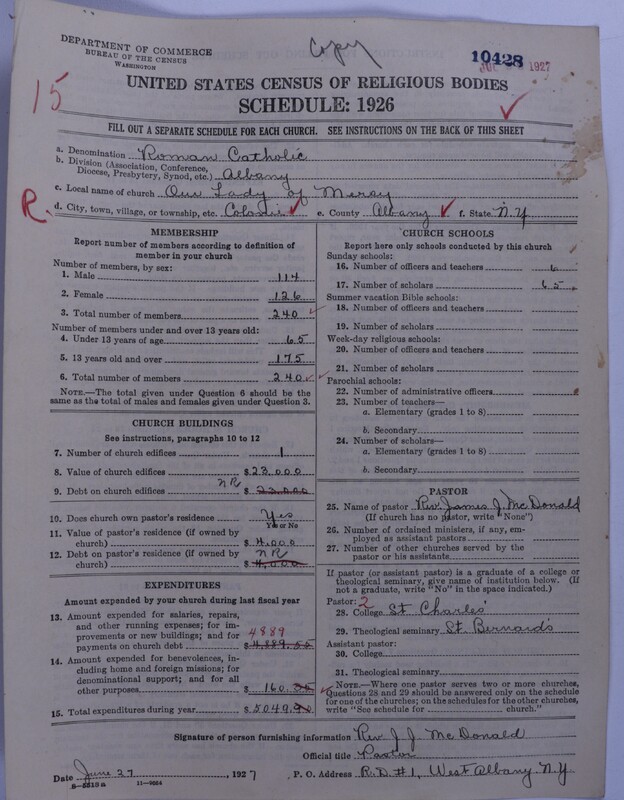 Copy
DEPARTMENT OF COMMERCE
BUREAU OF THE CENSUS
WASHINGTON
10428
1927
15
UNITED STATES CENSUS OF RELIGIOUS BODIES
SCHEDULE: 1926
FILL OUT A SEPARATE SCHEDULE FOR EACH CHURCH. SEE INSTRUCTIONS ON THE BACK OF THIS SHEET
a. Denomination Roman Catholic
b. Division (Association, Conference, Diocese, Presbytery, Synod, etc.) Albany
c. Local name of church Our Lady of Mercy
R. d. City, town, village, or township, etc. Colonie e. County Albany f. State N.Y
MEMBERSHIP
Report number of members according to definition of
member in your church
Number of members, by sex:
1. Male 114
2. Female 126
3. Total number of members 240
Number of members under and over 13 years old:
4. Under 13 years of age 65
5. 13 years old and over 175
6. Total number of members 240
NOTE.—The total given under Question 6 should be
same as the total of males and females given under Question 3.
CHURCH BUILDINGS
See instructions, paragraphs 10 to 12
7. Number of church edifices 1
8. Value of church edifices $23,000
NR
9. Debt on church edifices $23,000
10. Does church own pastor's residence Yes
Yes or No
11. Value of pastor's residence (if owned by
church) $4,000
12. Debt on pastor's residence (if owned by NR
church) $4,000
EXPENDITURES
Amount expended by your church during last fiscal year
13. Amount expended for salaries, repairs,
and other running expenses; for im-
provements or new buildings; and for 4889
payments on church debt $4,889.55
14. Amount expended for benevolences, in-
cluding home and foreign missions; for
denominational support; and for all
other purposes $160.
15. Total expenditures during year $5049.
CHURCH SCHOOLS
Report here only schools conducted by this church
Sunday schools:
16. Number of officers and teachers 6
17. Number of scholars 65
Summer vacation Bible schools:
18. Number of officers and teachers
19. Number of scholars
Week-day religious schools:
20. Number of officers and teachers
21. Number of scholars
Parochial schools:
22. Number of administrative officers
23. Number of teachers—
a. Elementary (grades 1 to 8)
b. Secondary
24. Number of scholars—
a. Elementary (grades 1 to 8)
b. Secondary
PASTOR
25. Name of pastor Rev. James J. McDonald
(If church has no pastor, write "None")
26. Number of ordained ministers, if any, em-
ployed as assistant pastors
27. Number of other churches served by the
pastor or his assistants
If pastor (or assistant pastor) is a graduate of a college or
theological seminary, give name of institution below. (If
not a graduate, write "No" in the space indicated.)
Pastor: 2
28. College St Charles'
29. Theological seminary St Bernard's
Assistant pastor:
30. College
31. Theological seminary
NOTE.—Where one pastor serves two or more churches,
Questions 28 and 29 should be answered only on the schedule
for one of the churches; on the schedules for the other churches,
write "See schedule for church."
Signature of person furnishing information Rev. J. J. McDonald
Official title Pastor
Date June 27, 1927 P. O. Address R.D. #1, West Albany N.Y.
11—9024